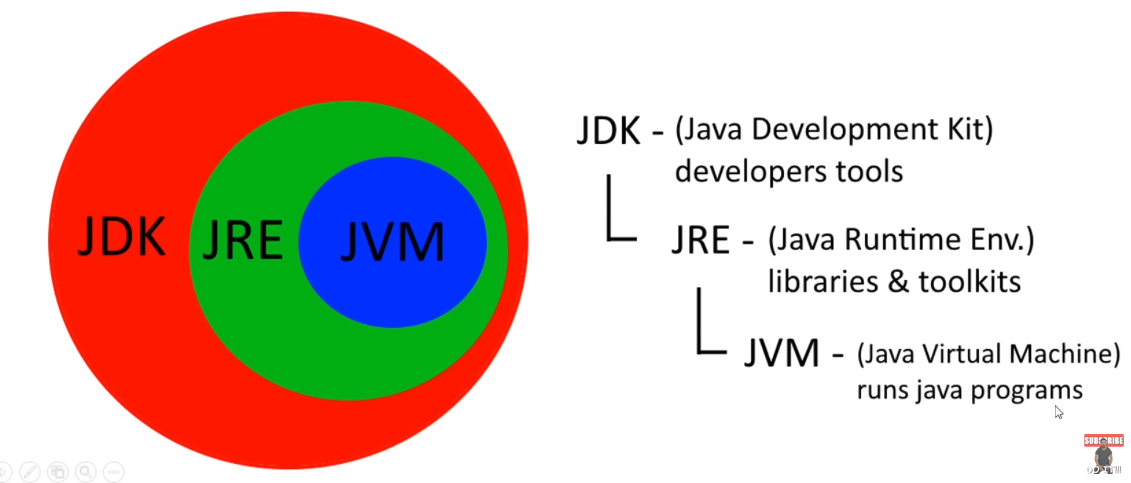 JDK JRE JVM
JDK - (Java Development Kit)
developers tools
JRE - (Java Runtime Env.)
libraries & toolkits
JVM - (Java Virtual Machine)
runs java programs
SUBSCRIBE